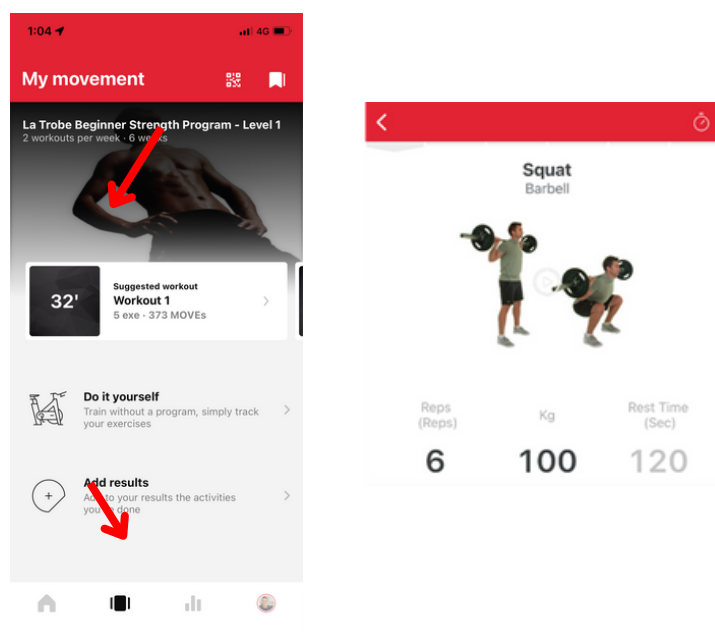 1:04
4G
My movement
La Trobe Beginner Strength Program - Level 1
2 workouts per week · 6 weeks
32'
Suggested workout
Workout 1
5 exe · 373 MOVEs
Do it yourself
Train without a program, simply track
your exercises
Add results
Add to your results the activities
you've done
Squat
Barbell
Reps
(Reps)
Kg
Rest Time
(Sec)
6
100
120